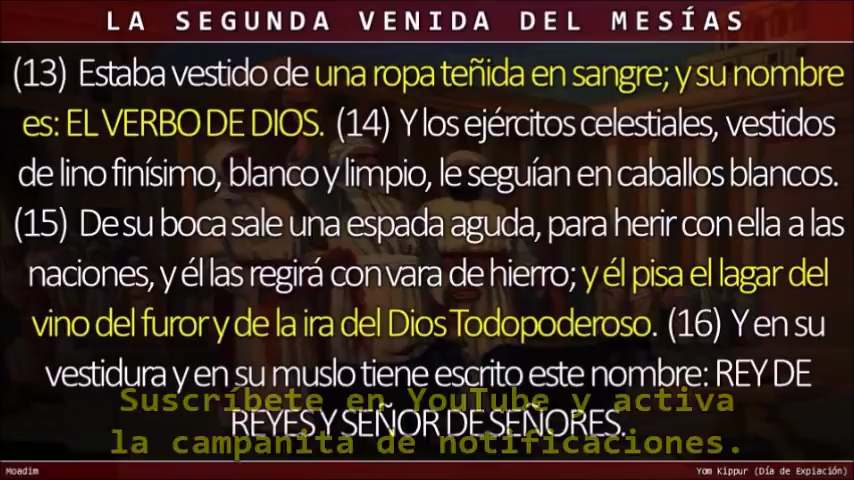 LA SEGUNDA VENIDA DEL MESÍAS
(13) Estaba vestido de una ropa teñida en sangre; y su nombre
es: EL VERBO DE DIOS. (14) Y los ejércitos celestiales, vestidos
de lino finísimo, blanco y limpio, le seguían en caballos blancos.
(15) De su boca sale una espada aguda, para herir con ella a las
naciones, y él las regirá con vara de hierro; y él pisa el lagar del
vino del furor y de la ira del Dios Todopoderoso. (16) Y en su
vestidura y en su muslo tiene escrito este nombre: REY DE
REYES Y SEÑOR DE SEÑORES.
Suscríbete en YouTube y activa
la campanita de notificaciones.
Moadim
Yom Kippur (Día de Expiación)